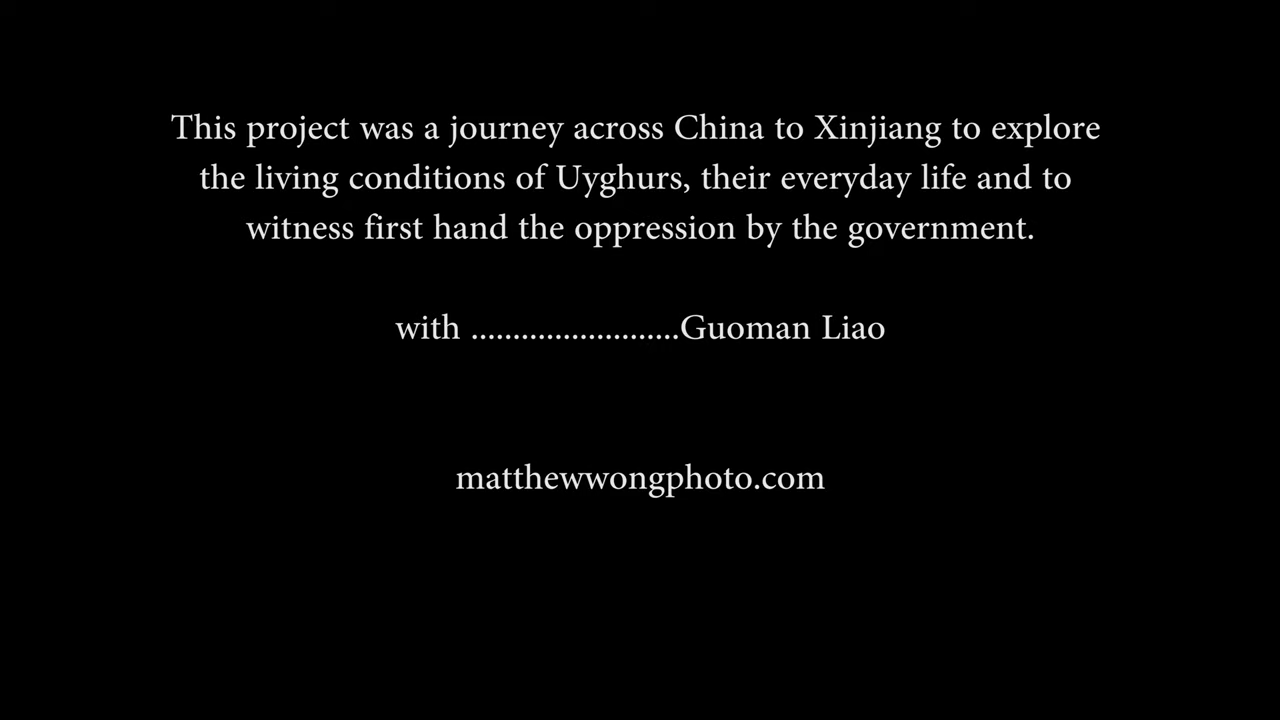 This project was a journey across China to Xinjiang to explore
the living conditions of Uyghurs, their everyday life and to
witness first hand the oppression by the government.
with .........................Guoman Liao
matthewwongphoto.com